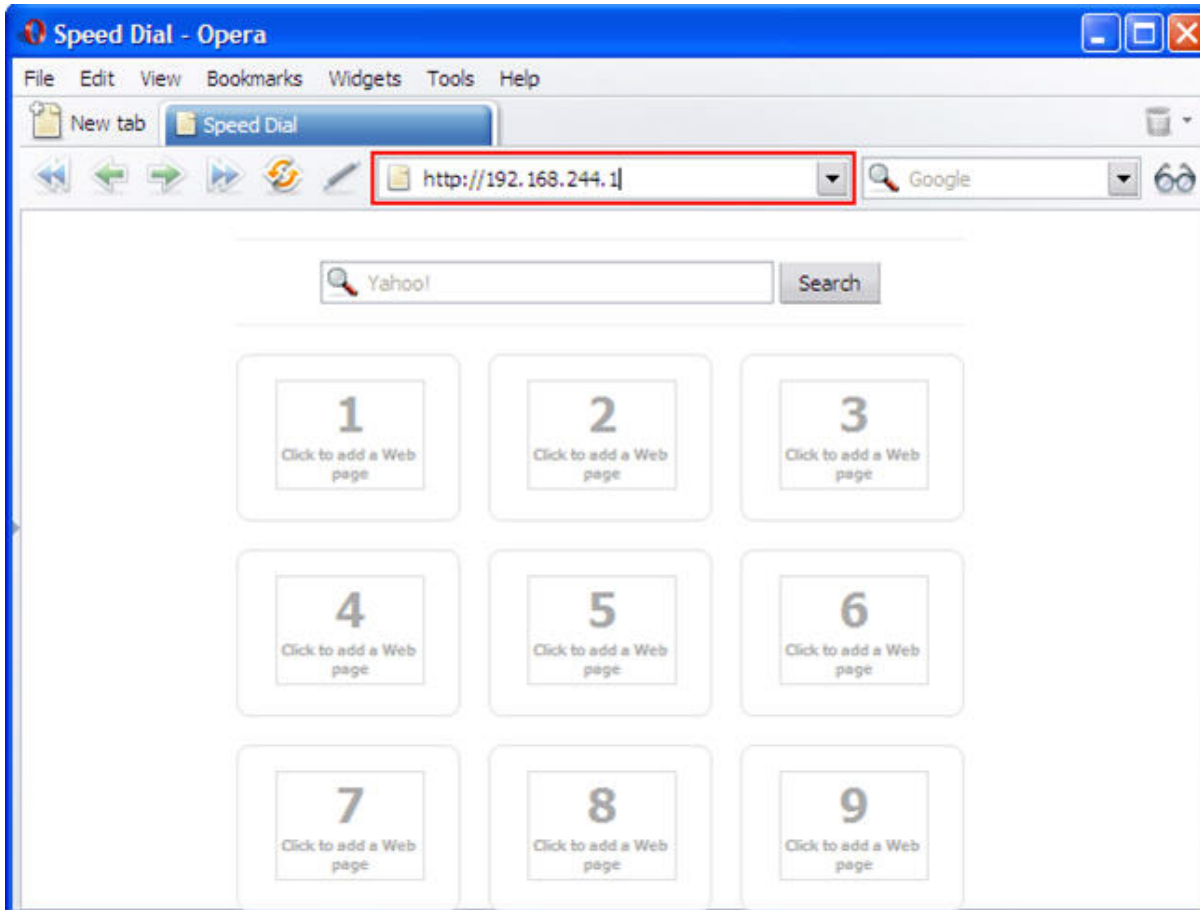 Speed Dial - Opera
File Edit View Bookmarks Widgets Tools Help
New tab Speed Dial
http://192.168.244.1 Google
Yahoo! Search
1 2 3
Click to add a Web Click to add a Web Click to add a Web
page page page
4 5 6
Click to add a Web Click to add a Web Click to add a Web
page page page
7 8 9
Click to add a Web Click to add a Web Click to add a Web
page page page